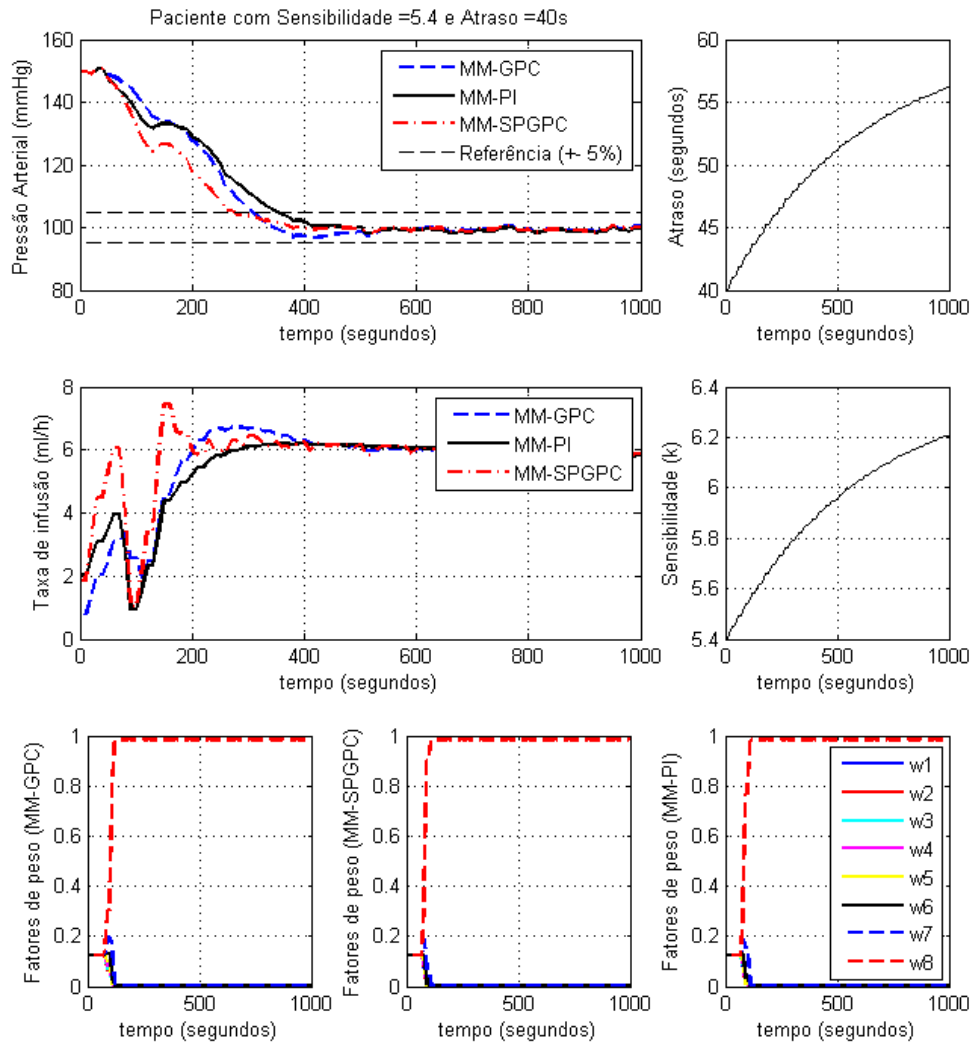 Paciente com Sensibilidade =5.4 e Atraso =40s
160
140
120
100
80
Pressão Arterial (mmHg)
MM-GPC
MM-PI
MM-SPGPC
Referência (+- 5%)
0 200 400 600 800 1000
tempo (segundos)
60
55
50
45
40
Atraso (segundos)
0 500 1000
tempo (segundos)
8
6
4
2
0
Taxa de infusão (ml/h)
MM-GPC
MM-PI
MM-SPGPC
0 200 400 600 800 1000
tempo (segundos)
6.4
6.2
6
5.8
5.6
5.4
Sensibilidade (k)
0 500 1000
tempo (segundos)
1
0.8
0.6
0.4
0.2
0
Fatores de peso (MM-GPC)
0 500 1000
tempo (segundos)
1
0.8
0.6
0.4
0.2
0
Fatores de peso (MM-SPGPC)
0 500 1000
tempo (segundos)
1
0.8
0.6
0.4
0.2
0
Fatores de peso (MM-PI)
w1
w2
w3
w4
w5
w6
w7
w8
0 500 1000
tempo (segundos)